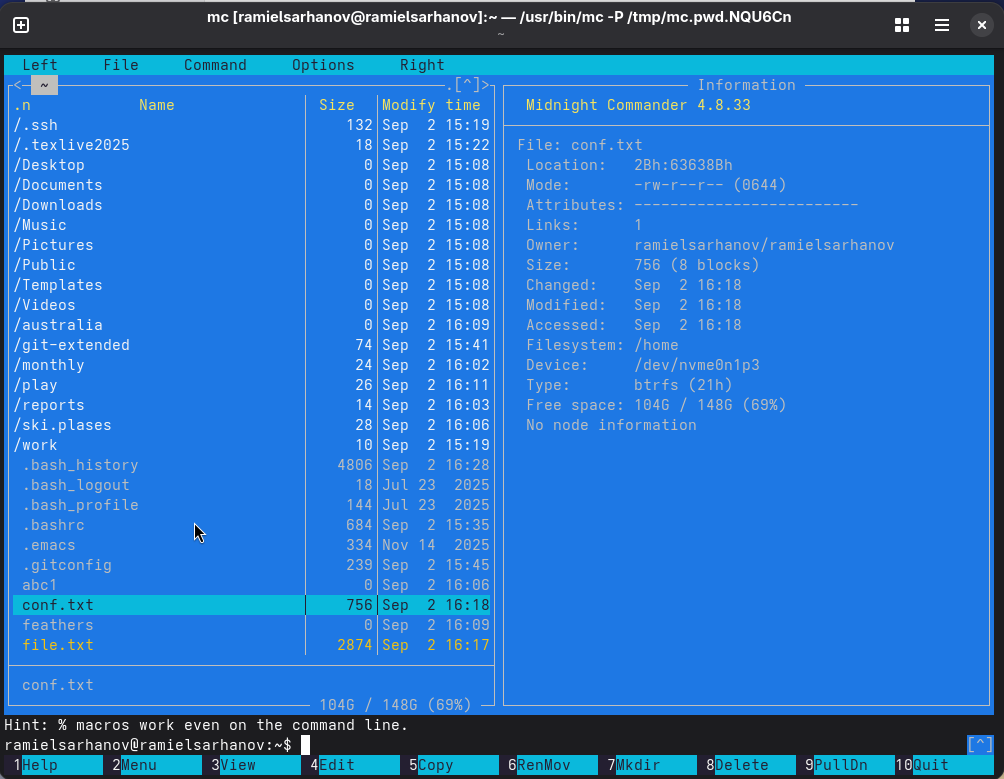 mc [ramielsarhanov@ramielsarhanov]:~ — /usr/bin/mc -P /tmp/mc.pwd.NQU6Cn
~
Left File Command Options Right
<─ ~ ─.[^]>
.n Name Size Modify time
/.ssh 132 Sep 2 15:19
/.texlive2025 18 Sep 2 15:22
/Desktop 0 Sep 2 15:08
/Documents 0 Sep 2 15:08
/Downloads 0 Sep 2 15:08
/Music 0 Sep 2 15:08
/Pictures 0 Sep 2 15:08
/Public 0 Sep 2 15:08
/Templates 0 Sep 2 15:08
/Videos 0 Sep 2 15:08
/australia 0 Sep 2 16:09
/git-extended 74 Sep 2 15:41
/monthly 24 Sep 2 16:02
/play 26 Sep 2 16:11
/reports 14 Sep 2 16:03
/ski.plases 28 Sep 2 16:06
/work 10 Sep 2 15:19
.bash_history 4806 Sep 2 16:28
.bash_logout 18 Jul 23 2025
.bash_profile 144 Jul 23 2025
.bashrc 684 Sep 2 15:35
.emacs 334 Nov 14 2025
.gitconfig 239 Sep 2 15:45
abc1 0 Sep 2 16:06
conf.txt 756 Sep 2 16:18
feathers 0 Sep 2 16:09
file.txt 2874 Sep 2 16:17
conf.txt
104G / 148G (69%)
Information
Midnight Commander 4.8.33
File: conf.txt
Location: 2Bh:63638Bh
Mode: -rw-r--r-- (0644)
Attributes: -------------------------
Links: 1
Owner: ramielsarhanov/ramielsarhanov
Size: 756 (8 blocks)
Changed: Sep 2 16:18
Modified: Sep 2 16:18
Accessed: Sep 2 16:18
Filesystem: /home
Device: /dev/nvme0n1p3
Type: btrfs (21h)
Free space: 104G / 148G (69%)
No node information
Hint: % macros work even on the command line.
ramielsarhanov@ramielsarhanov:~$ [^]
1Help 2Menu 3View 4Edit 5Copy 6RenMov 7Mkdir 8Delete 9PullDn 10Quit